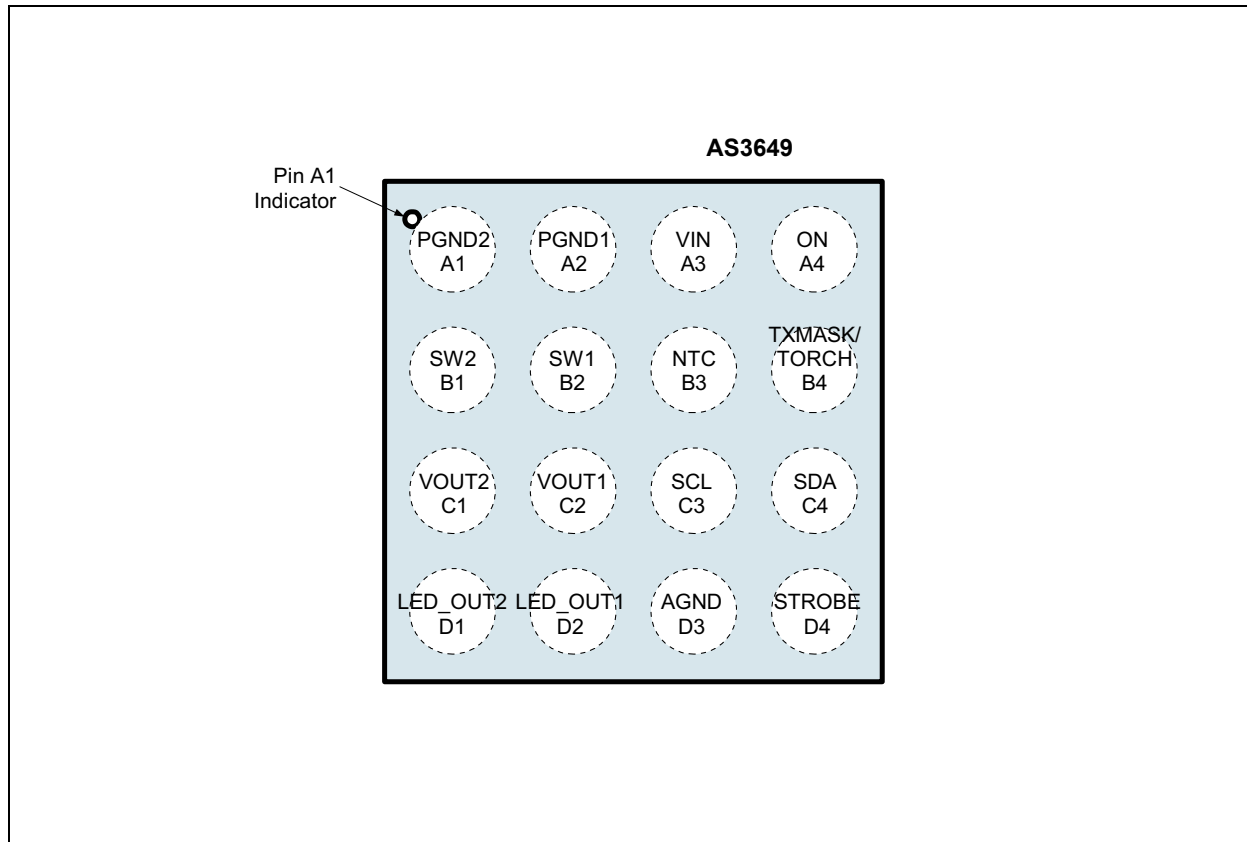 AS3649
Pin A1
Indicator
PGND2
A1
PGND1
A2
VIN
A3
ON
A4
SW2
B1
SW1
B2
NTC
B3
TXMASK/
TORCH
B4
VOUT2
C1
VOUT1
C2
SCL
C3
SDA
C4
LED_OUT2
D1
LED_OUT1
D2
AGND
D3
STROBE
D4